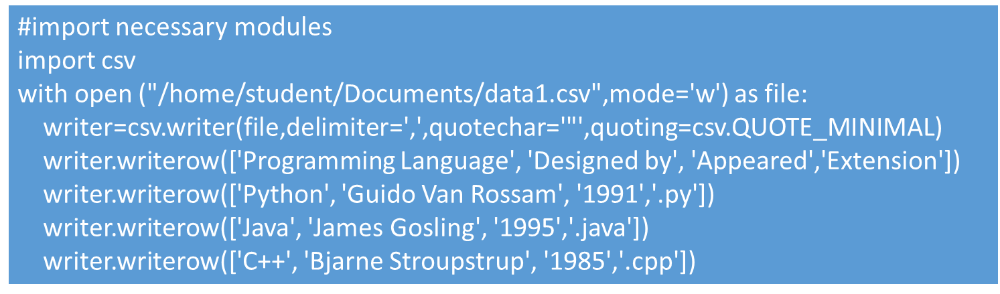 #import necessary modules
import csv
with open ("/home/student/Documents/data1.csv",mode='w') as file:
    writer=csv.writer(file,delimiter=',',quotechar='"',quoting=csv.QUOTE_MINIMAL)
    writer.writerow(['Programming Language', 'Designed by', 'Appeared','Extension'])
    writer.writerow(['Python', 'Guido Van Rossam', '1991','.py'])
    writer.writerow(['Java', 'James Gosling', '1995','.java'])
    writer.writerow(['C++', 'Bjarne Stroupstrup', '1985','.cpp'])